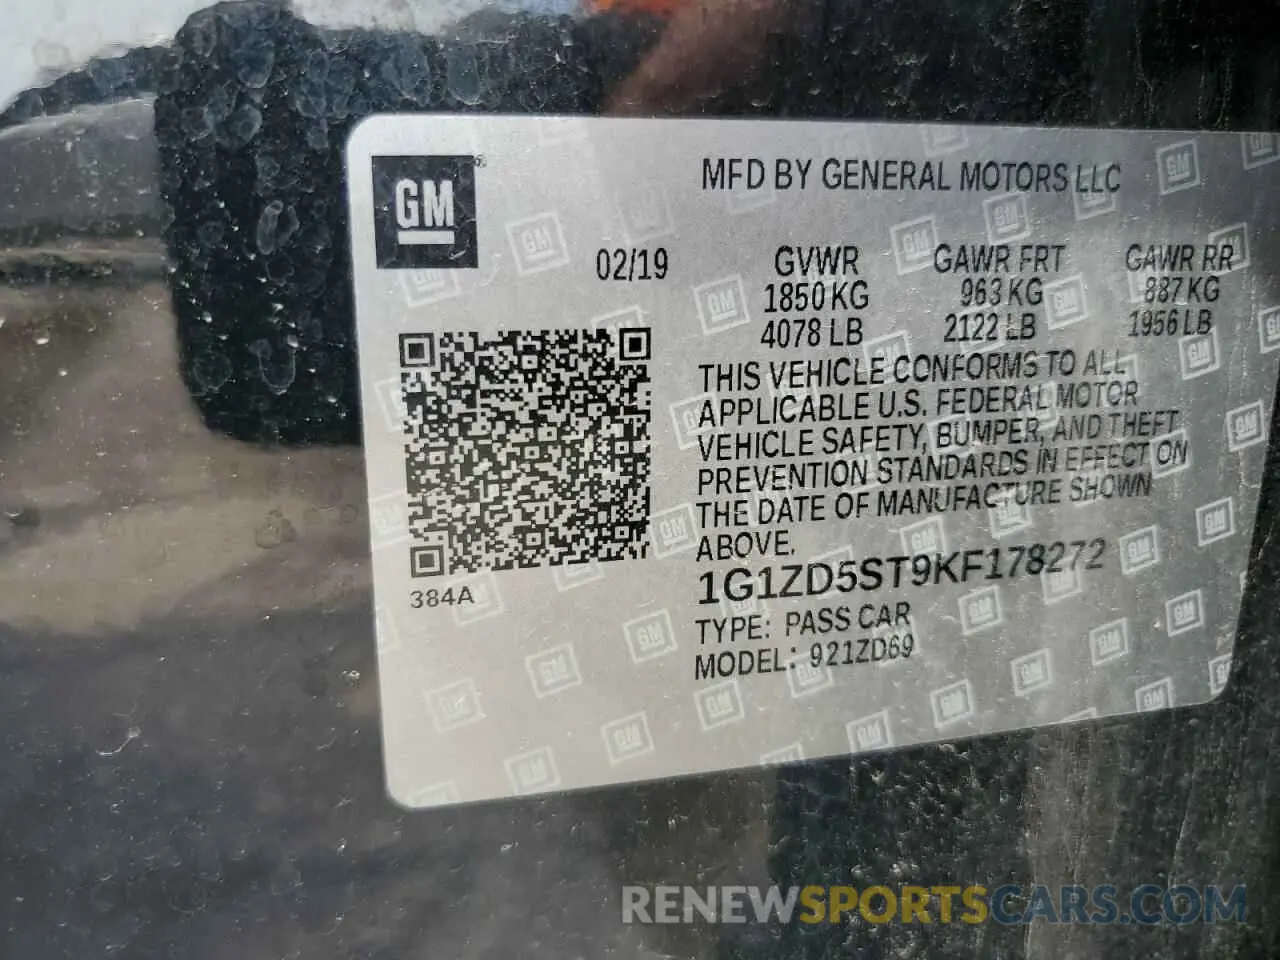 GM
MFD BY GENERAL MOTORS LLC
02/19 GVWR GAWR FRT GAWR RR
1850 KG 963 KG 887 KG
4078 LB 2122 LB 1956 LB
THIS VEHICLE CONFORMS TO ALL
APPLICABLE U.S. FEDERAL MOTOR
VEHICLE SAFETY, BUMPER, AND THEFT
PREVENTION STANDARDS IN EFFECT ON
THE DATE OF MANUFACTURE SHOWN
ABOVE.
384A
1G1ZD5ST9KF178272
TYPE: PASS CAR
MODEL: 921ZD69
RENEWSPORTSCARS.COM